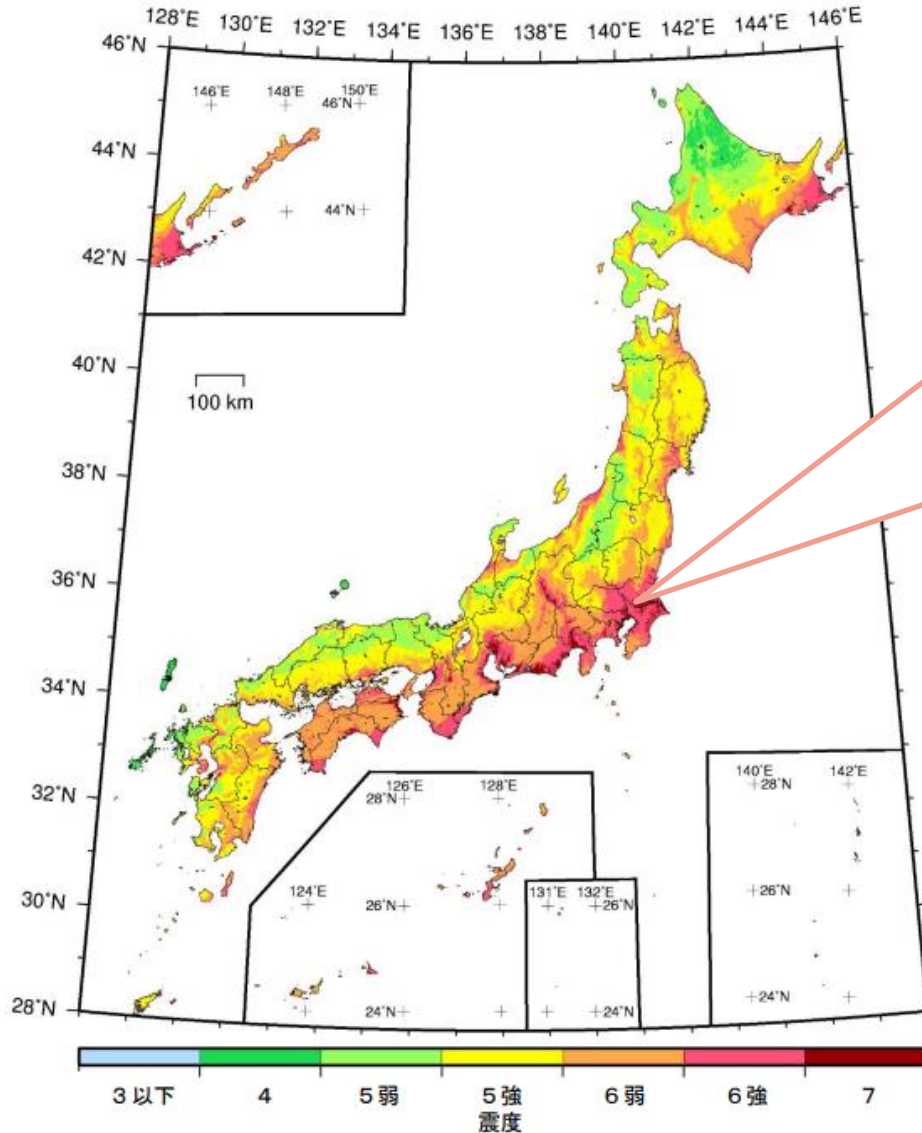 128°E 130°E 132°E 134°E 136°E 138°E 140°E 142°E 144°E 146°E
46°N
146°E 148°E 150°E
46°N
44°N
44°N
42°N
40°N
100 km
38°N
36°N
34°N
32°N
126°E 128°E
28°N
140°E 142°E
28°N
124°E
131°E 132°E
30°N
26°N
26°N
26°N
28°N
24°N
24°N
24°N
3以下 4 5弱 5強 6弱 6強 7
震度